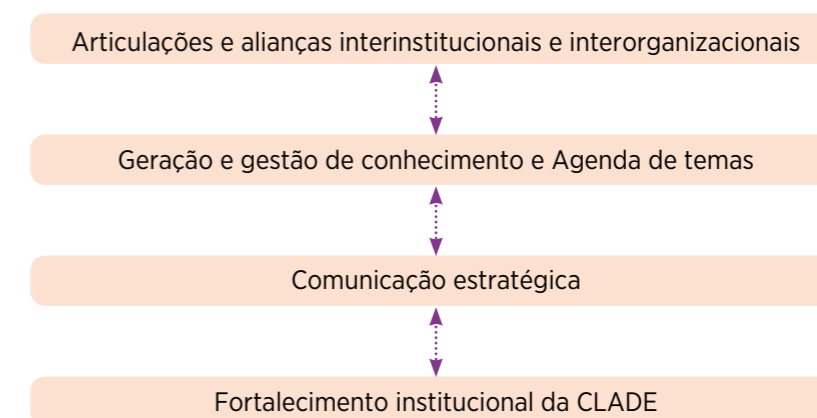 Articulações e alianças interinstitucionais e interorganizacionais
Geração e gestão de conhecimento e Agenda de temas
Comunicação estratégica
Fortalecimento institucional da CLADE